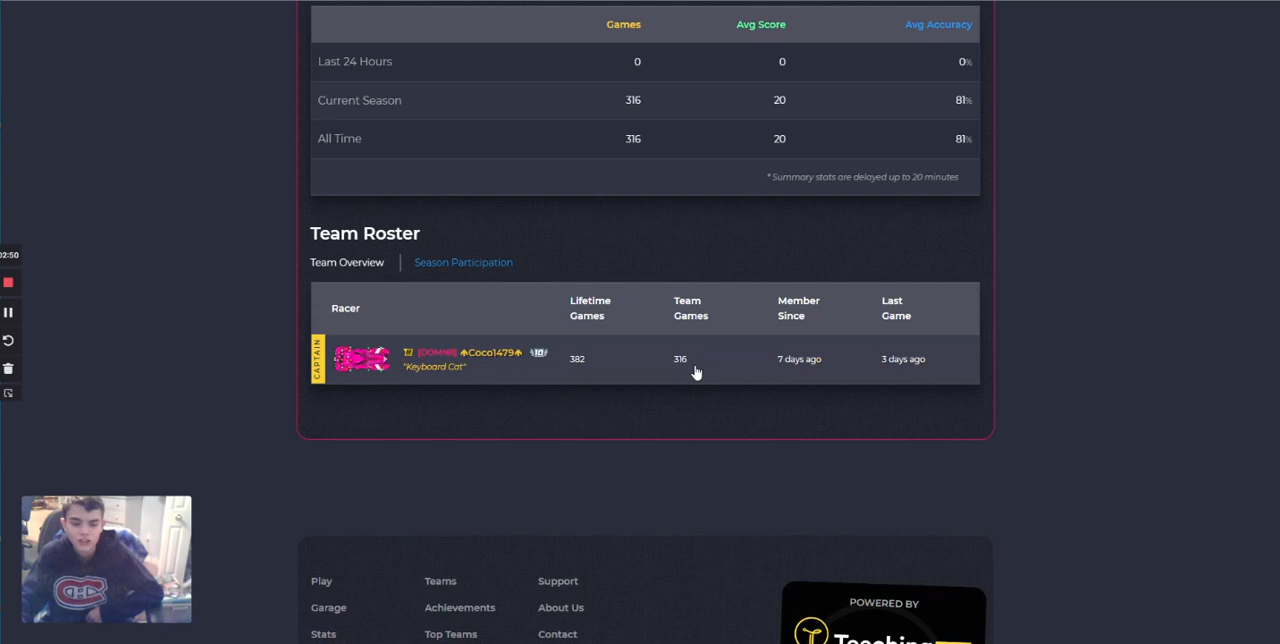 Games Avg Score Avg Accuracy
Last 24 Hours 0 0 0%
Current Season 316 20 81%
All Time 316 20 81%
* Summary stats are delayed up to 20 minutes
Team Roster
Team Overview Season Participation
Racer Lifetime Games Team Games Member Since Last Game
02:50
CAPTAIN
♠Coco1479♠
"Keyboard Cat"
382 316 7 days ago 3 days ago
Play Teams Support
Garage Achievements About Us
Stats Top Teams Contact
POWERED BY